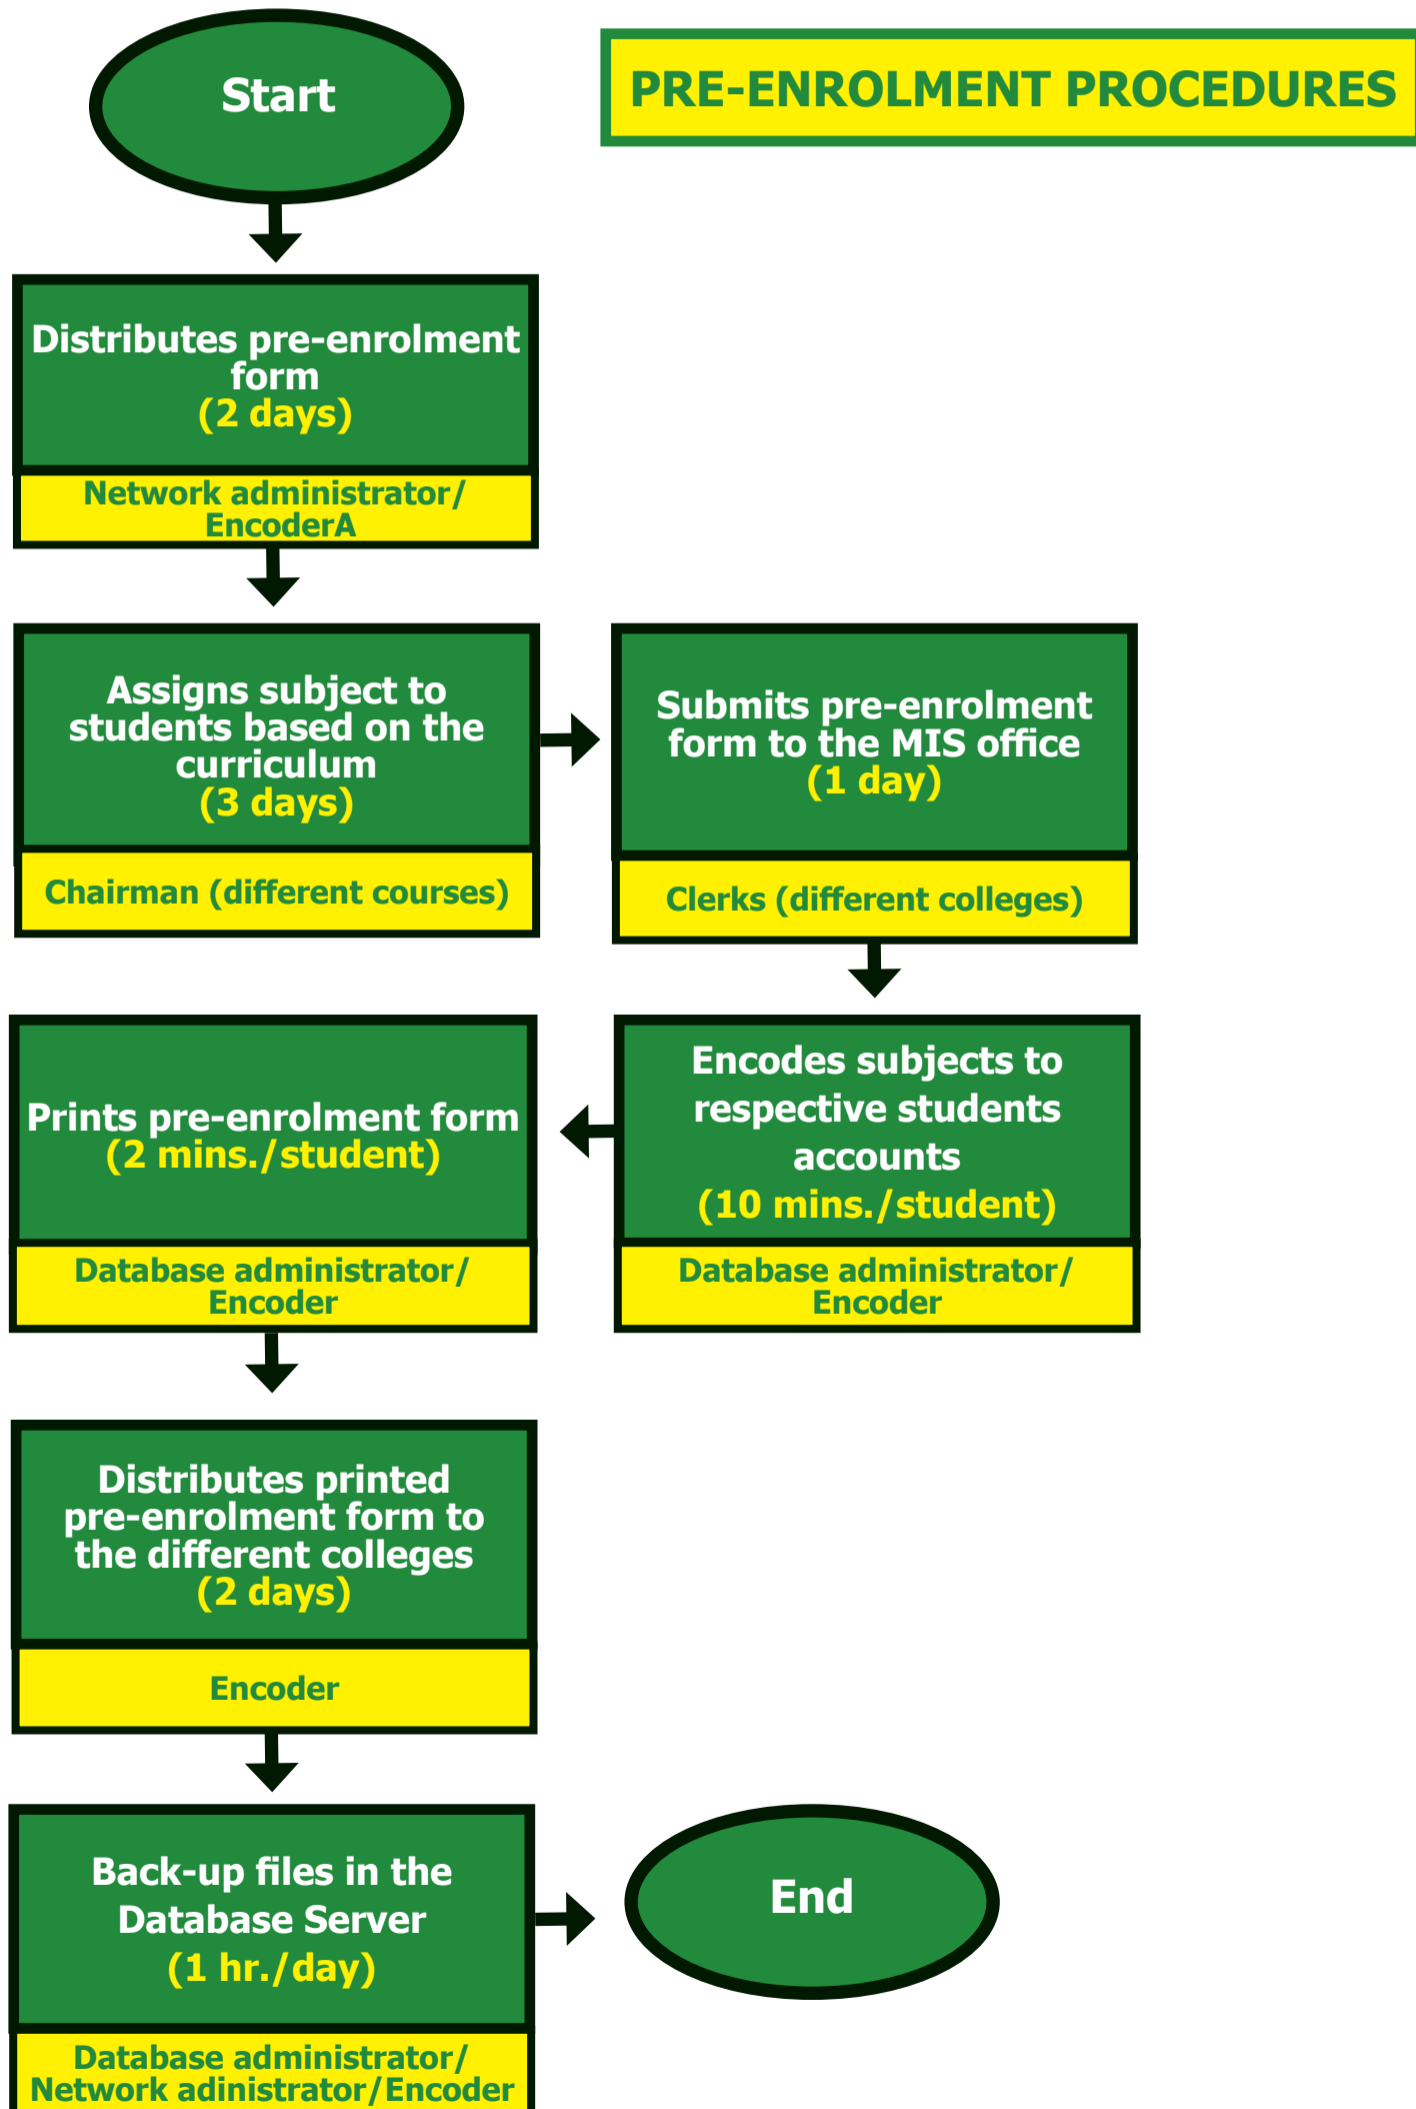 Start
PRE-ENROLMENT PROCEDURES
Distributes pre-enrolment
form
(2 days)
Network administrator/
EncoderA
Assigns subject to
students based on the
curriculum
(3 days)
Chairman (different courses)
Submits pre-enrolment
form to the MIS office
(1 day)
Clerks (different colleges)
Encodes subjects to
respective students
accounts
(10 mins./student)
Database administrator/
Encoder
Prints pre-enrolment form
(2 mins./student)
Database administrator/
Encoder
Distributes printed
pre-enrolment form to
the different colleges
(2 days)
Encoder
Back-up files in the
Database Server
(1 hr./day)
Database administrator/
Network adinistrator/Encoder
End